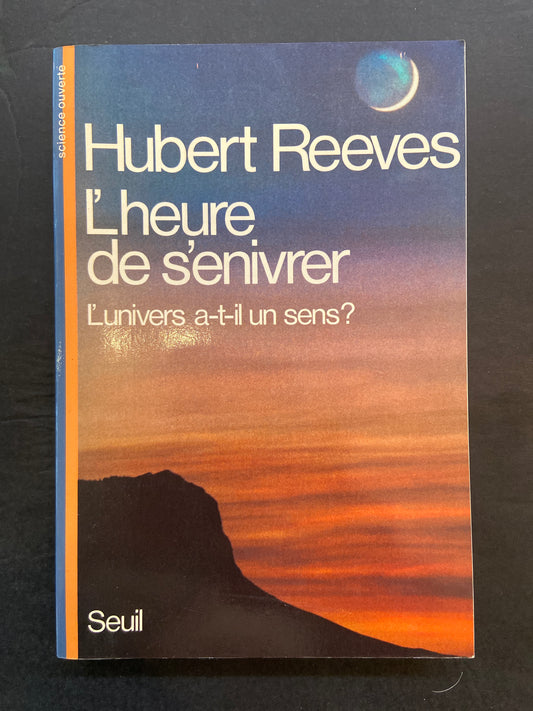 science ouverte
Hubert Reeves
L'heure
de s'enivrer
L'univers a-t-il un sens?
Seuil